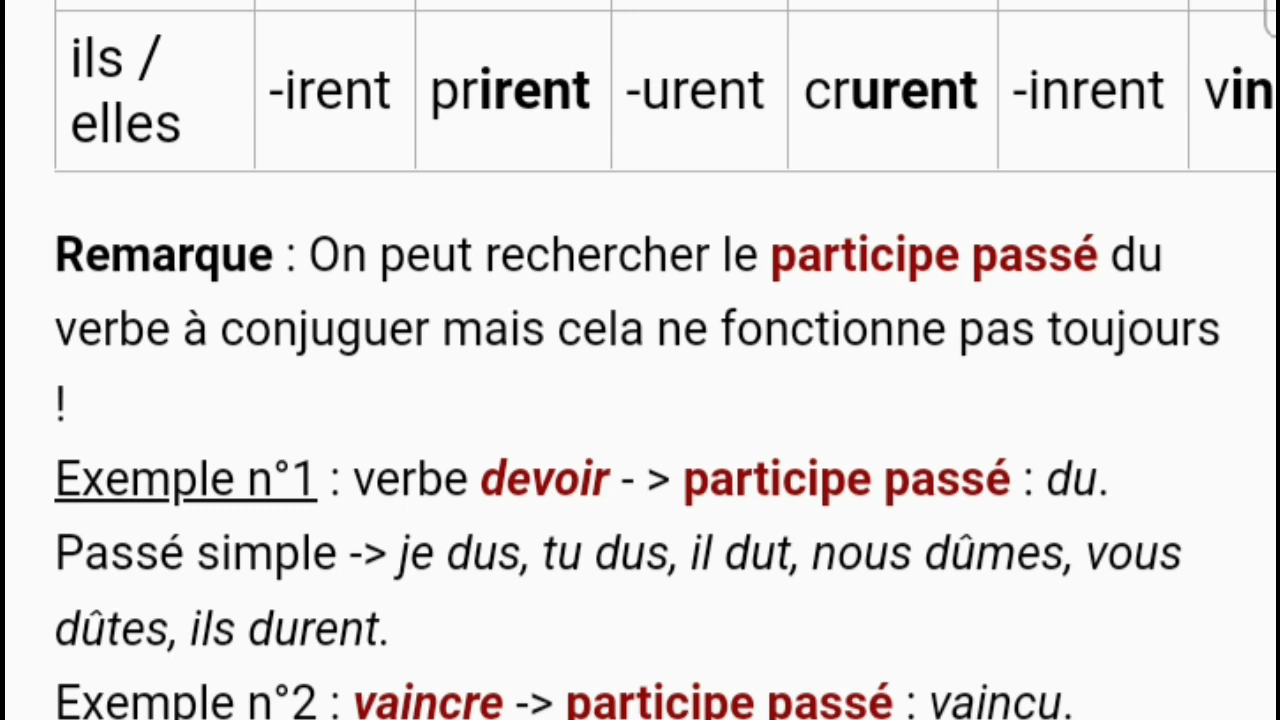 ils /
elles
-irent
prirent
-urent
crurent
-inrent
vin
Remarque : On peut rechercher le participe passé du
verbe à conjuguer mais cela ne fonctionne pas toujours
!
Exemple n°1 : verbe devoir - > participe passé : du.
Passé simple -> je dus, tu dus, il dut, nous dûmes, vous
dûtes, ils durent.
Exemple n°2 : vaincre -> participe passé : vaincu.